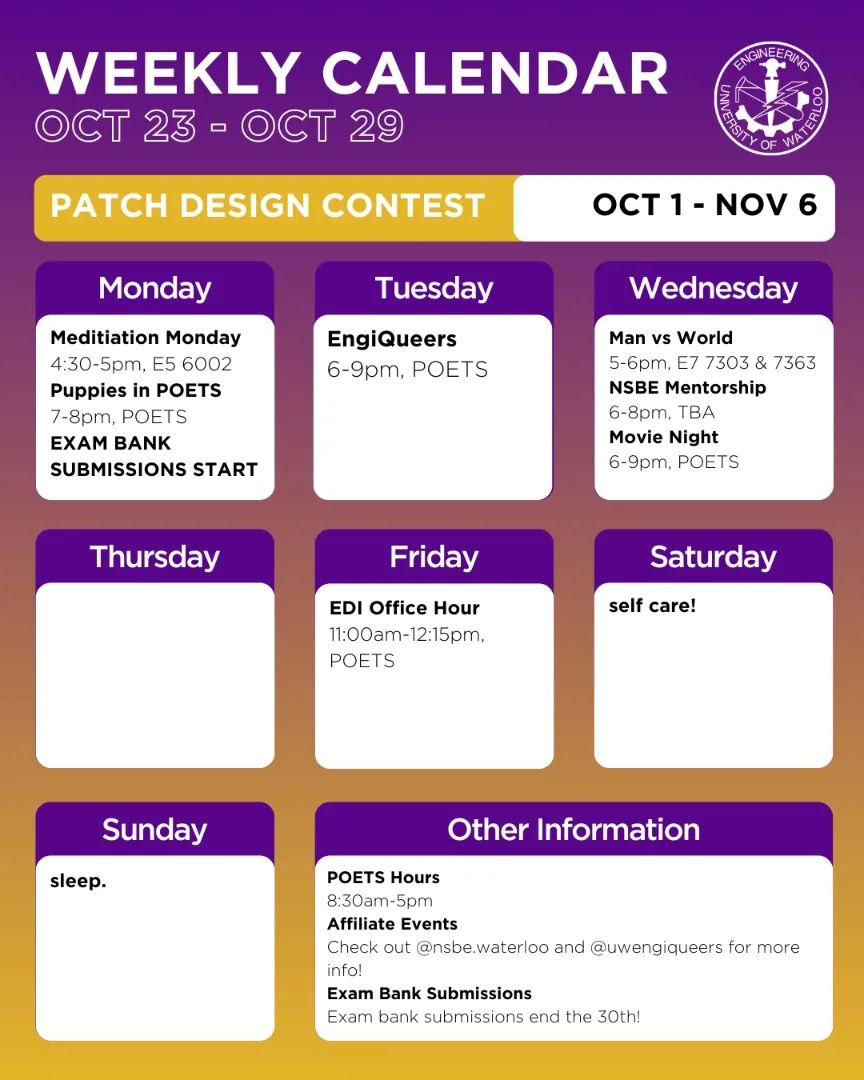 WEEKLY CALENDAR
OCT 23 - OCT 29
ENGINEERING
UNIVERSITY OF WATERLOO
PATCH DESIGN CONTEST
OCT 1 - NOV 6
Monday
Meditiation Monday
4:30-5pm, E5 6002
Puppies in POETS
7-8pm, POETS
EXAM BANK
SUBMISSIONS START
Tuesday
EngiQueers
6-9pm, POETS
Wednesday
Man vs World
5-6pm, E7 7303 & 7363
NSBE Mentorship
6-8pm, TBA
Movie Night
6-9pm, POETS
Thursday
Friday
EDI Office Hour
11:00am-12:15pm,
POETS
Saturday
self care!
Sunday
sleep.
Other Information
POETS Hours
8:30am-5pm
Affiliate Events
Check out @nsbe.waterloo and @uwengiqueers for more
info!
Exam Bank Submissions
Exam bank submissions end the 30th!